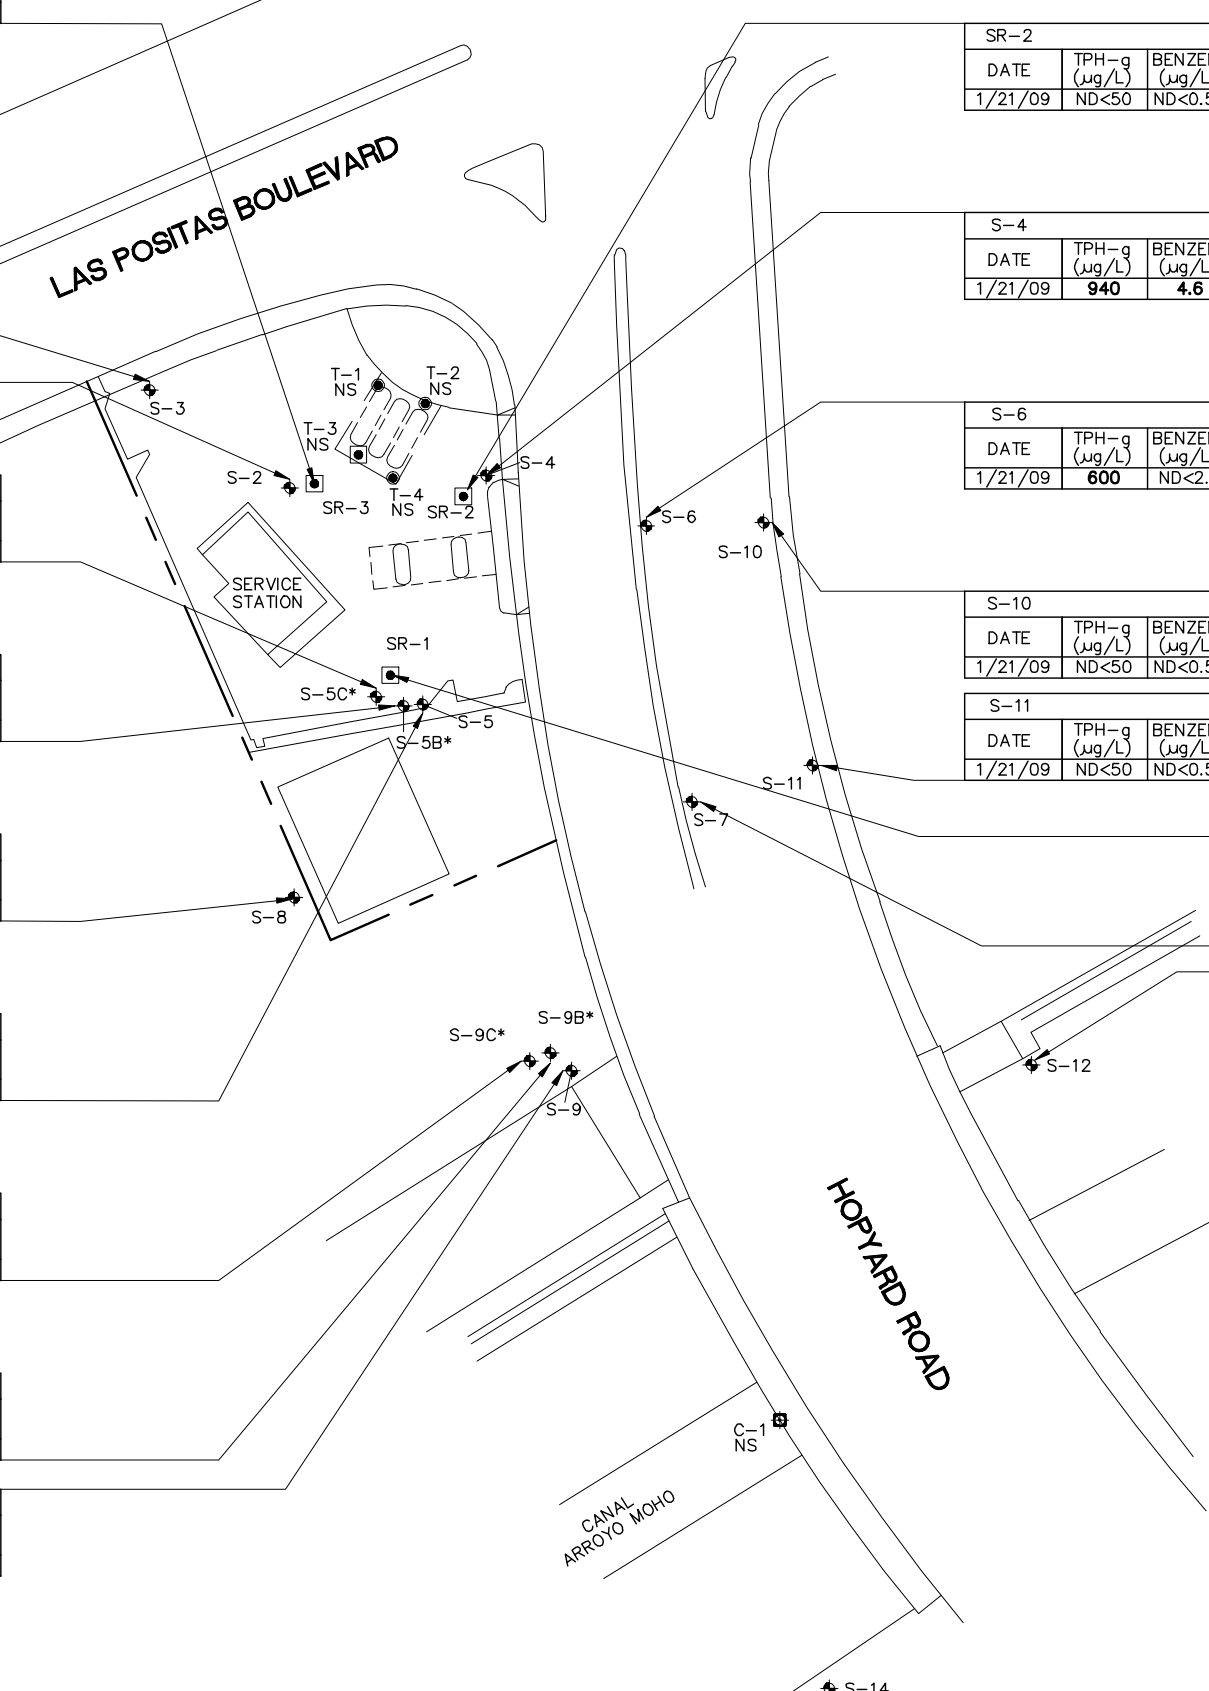 SR-2
DATE TPH-g (µg/L)
1/21/09 ND<50
LAS POSITAS BOULEVARD
S-4
DATE TPH-g (µg/L)
1/21/09 940 4.6
T-1
NS
T-2
NS
S-3
T-3
NS
S-6
DATE TPH-g (µg/L)
1/21/09 600
S-4
S-2
SR-3
T-4
NS
SR-2
S-6
S-10
SERVICE
STATION
S-10
DATE TPH-g (µg/L)
1/21/09 ND<50
SR-1
S-5C*
S-5
S-5B*
S-11
DATE TPH-g (µg/L)
1/21/09 ND<50
S-11
S-7
S-8
S-9B*
S-9C*
S-12
S-9
HOPYARD ROAD
C-1
NS
CANAL
ARROYO MOHO
S-14